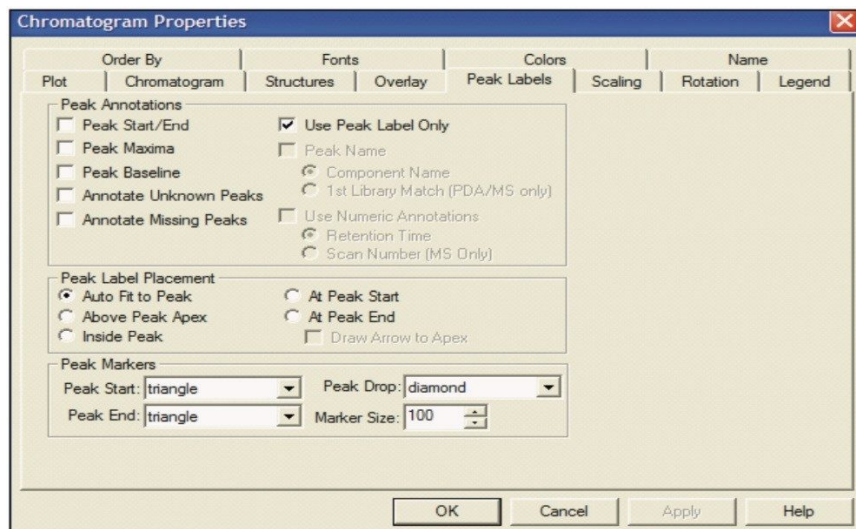 Chromatogram Properties
Order By Fonts Colors Name
Plot Chromatogram Structures Overlay Peak Labels Scaling Rotation Legend
Peak Annotations
Peak Start/End Use Peak Label Only
Peak Maxima Peak Name
Peak Baseline Component Name
1st Library Match (PDA/MS only)
Annotate Unknown Peaks
Annotate Missing Peaks Use Numeric Annotations
Retention Time
Scan Number (MS Only)
Peak Label Placement
Auto Fit to Peak At Peak Start
Above Peak Apex At Peak End
Inside Peak Draw Arrow to Apex
Peak Markers
Peak Start: triangle Peak Drop: diamond
Peak End: triangle Marker Size: 100
OK Cancel Apply Help